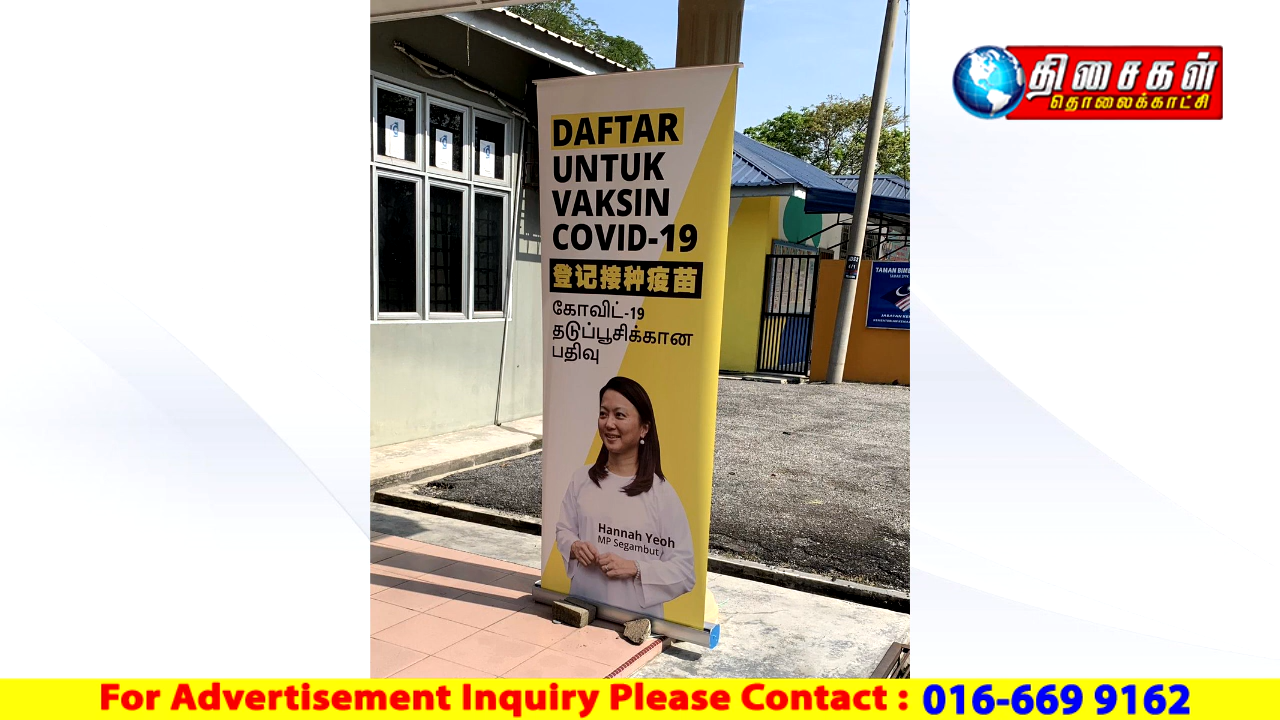 திசைகள்
தொலைக்காட்சி
DAFTAR
UNTUK
VAKSIN
COVID-19
登记接种疫苗
கோவிட்-19
தடுப்பூசிக்கான
பதிவு
Hannah Yeoh
MP Segambut
For Advertisement Inquiry Please Contact : 016-669 9162